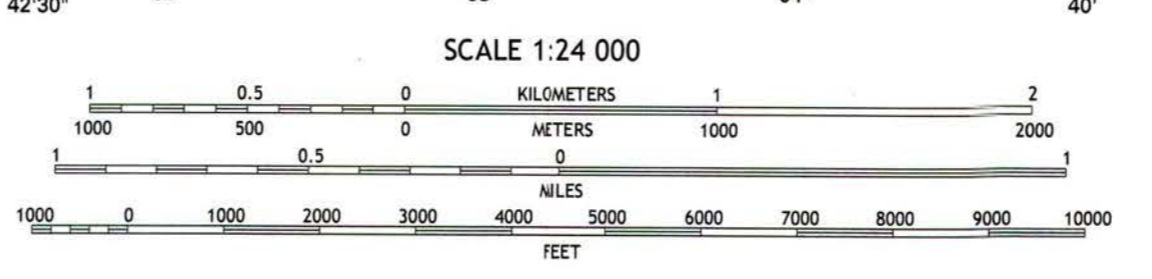 42'30" 40'
SCALE 1:24 000
1 0.5 0 KILOMETERS 1 2
1000 500 0 METERS 1000 2000
1 0.5 0 1
MILES
1000 0 1000 2000 3000 4000 5000 6000 7000 8000 9000 10000
FEET